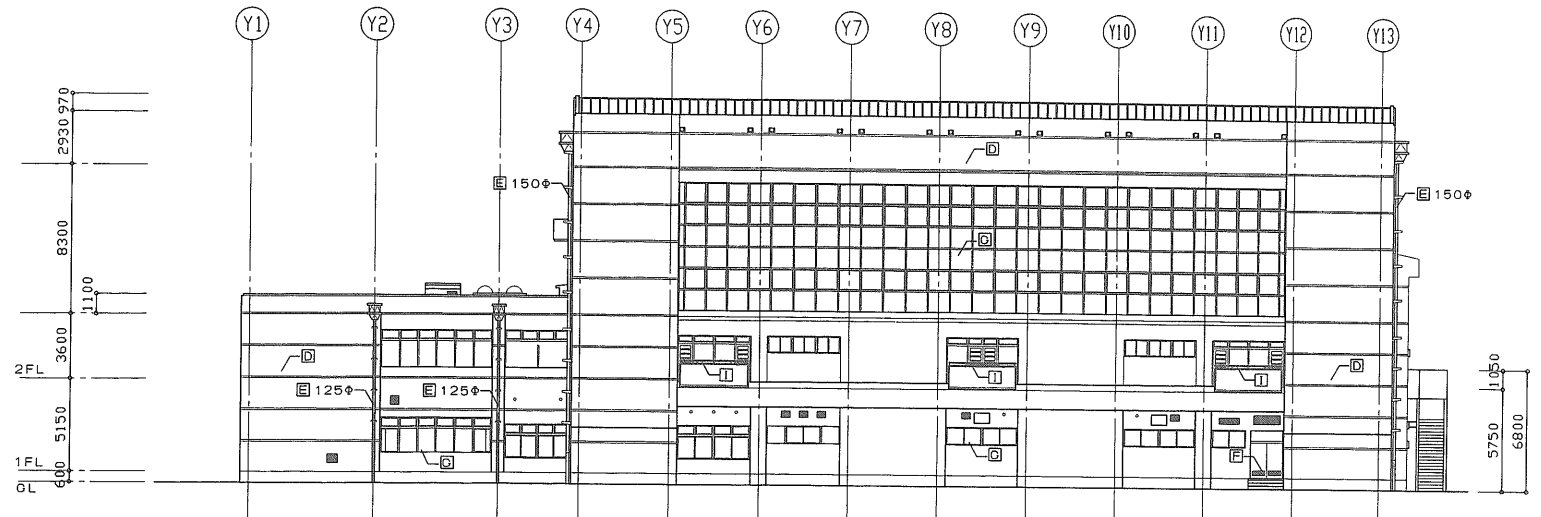 Y1 Y2 Y3 Y4 Y5 Y6 Y7 Y8 Y9 Y10 Y11 Y12 Y13
970
2930
D
E 150Φ
E 150Φ
8300
G
1100
3600
D
2FL
I
I
I
D
1050
E 125Φ
E 125Φ
5150
6800
5750
G
G
F
1FL
600
GL